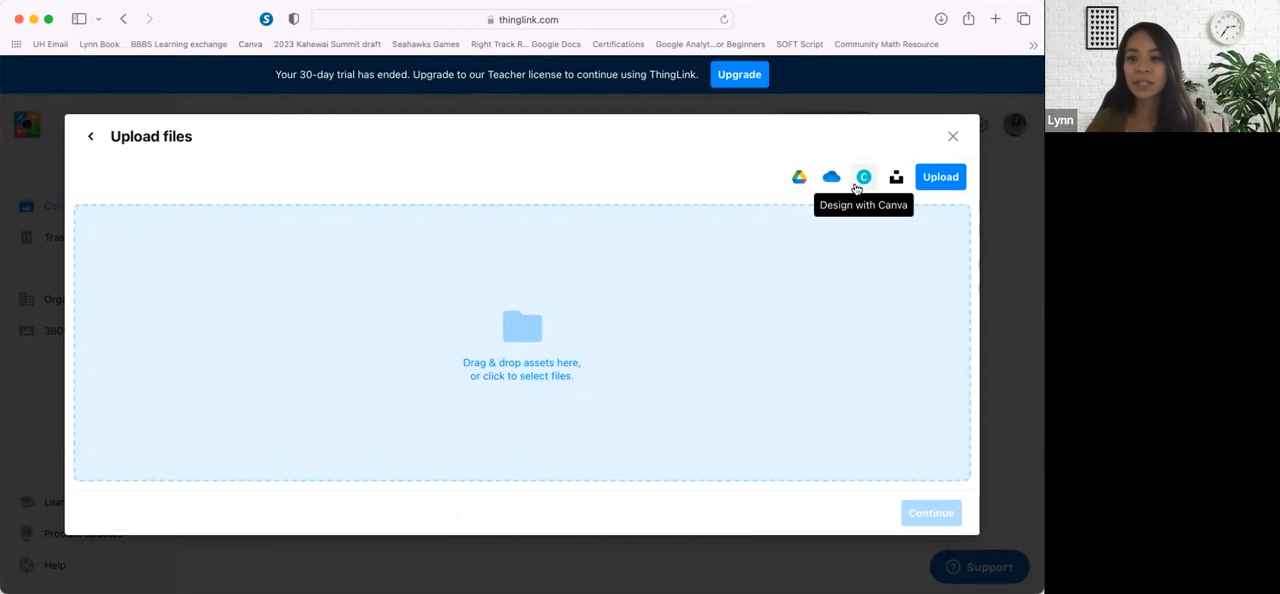 thinglink.com
UH Email Lynn Book BBBS Learning exchange Canva 2023 Kahewai Summit draft Seahawks Games Right Track R... Google Docs Certifications Google Analyt...or Beginners SOFT Script Community Math Resource
Your 30-day trial has ended. Upgrade to our Teacher license to continue using ThingLink. Upgrade
Lynn
Upload files
Upload
Design with Canva
Drag & drop assets here,
or click to select files.
Continue
Help
Support